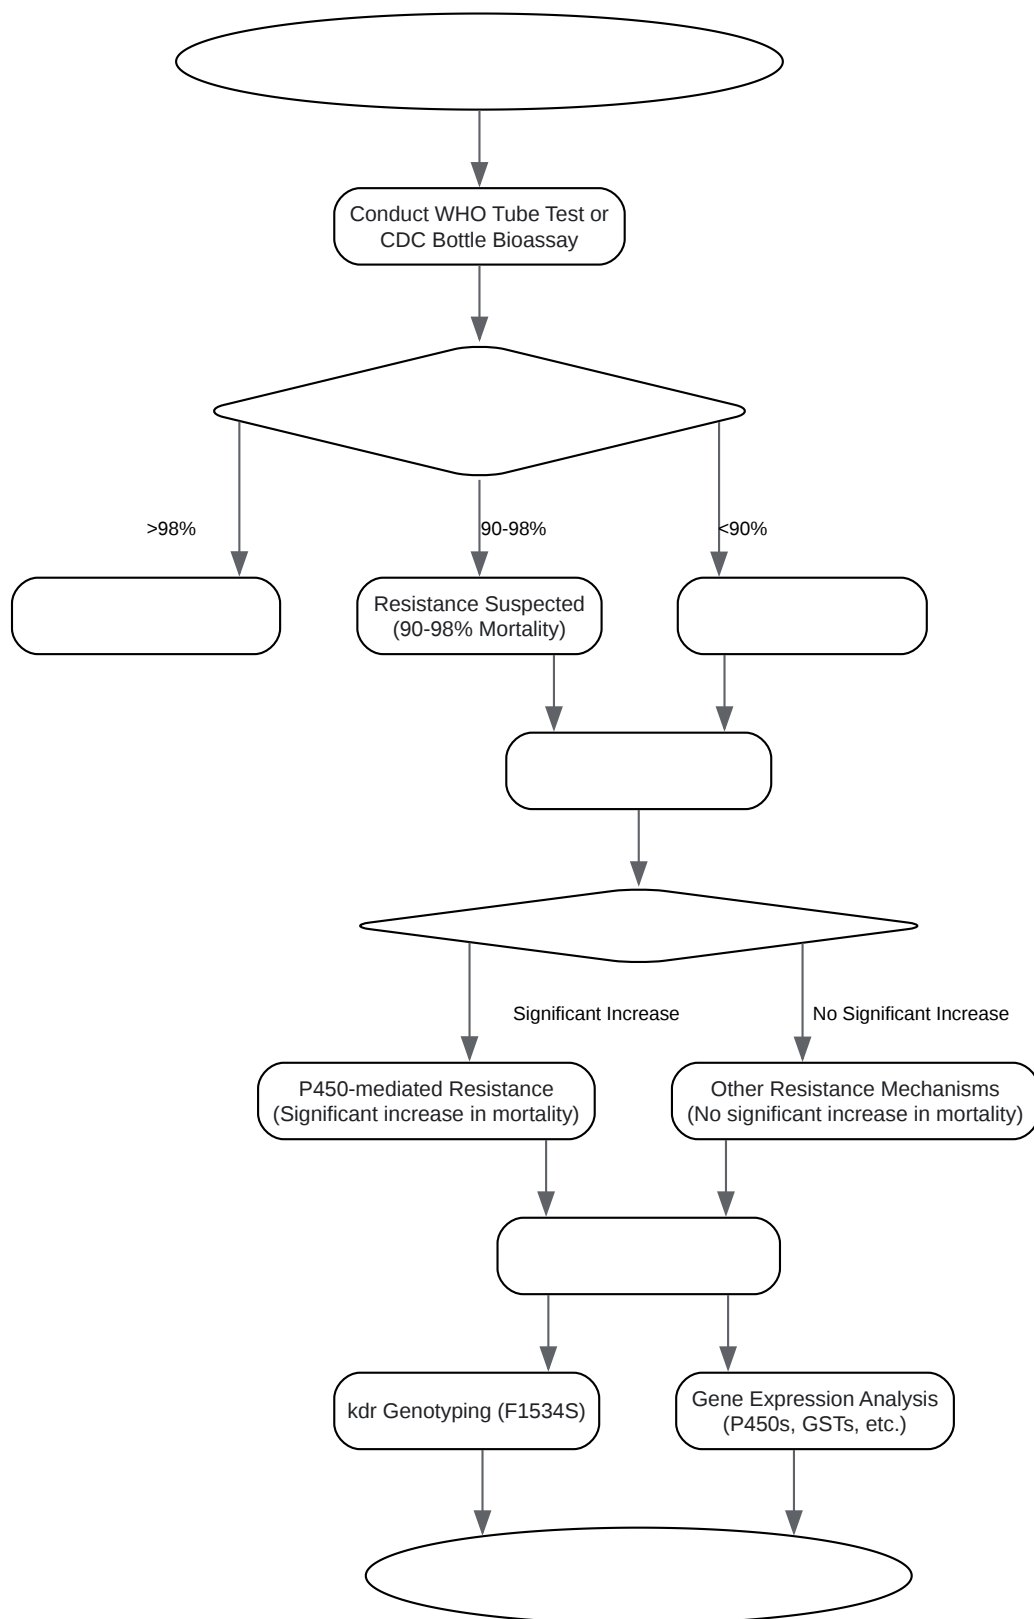 Conduct WHO Tube Test or
CDC Bottle Bioassay
>98%
90-98%
<90%
Resistance Suspected
(90-98% Mortality)
Significant Increase
No Significant Increase
P450-mediated Resistance
(Significant increase in mortality)
Other Resistance Mechanisms
(No significant increase in mortality)
kdr Genotyping (F1534S)
Gene Expression Analysis
(P450s, GSTs, etc.)